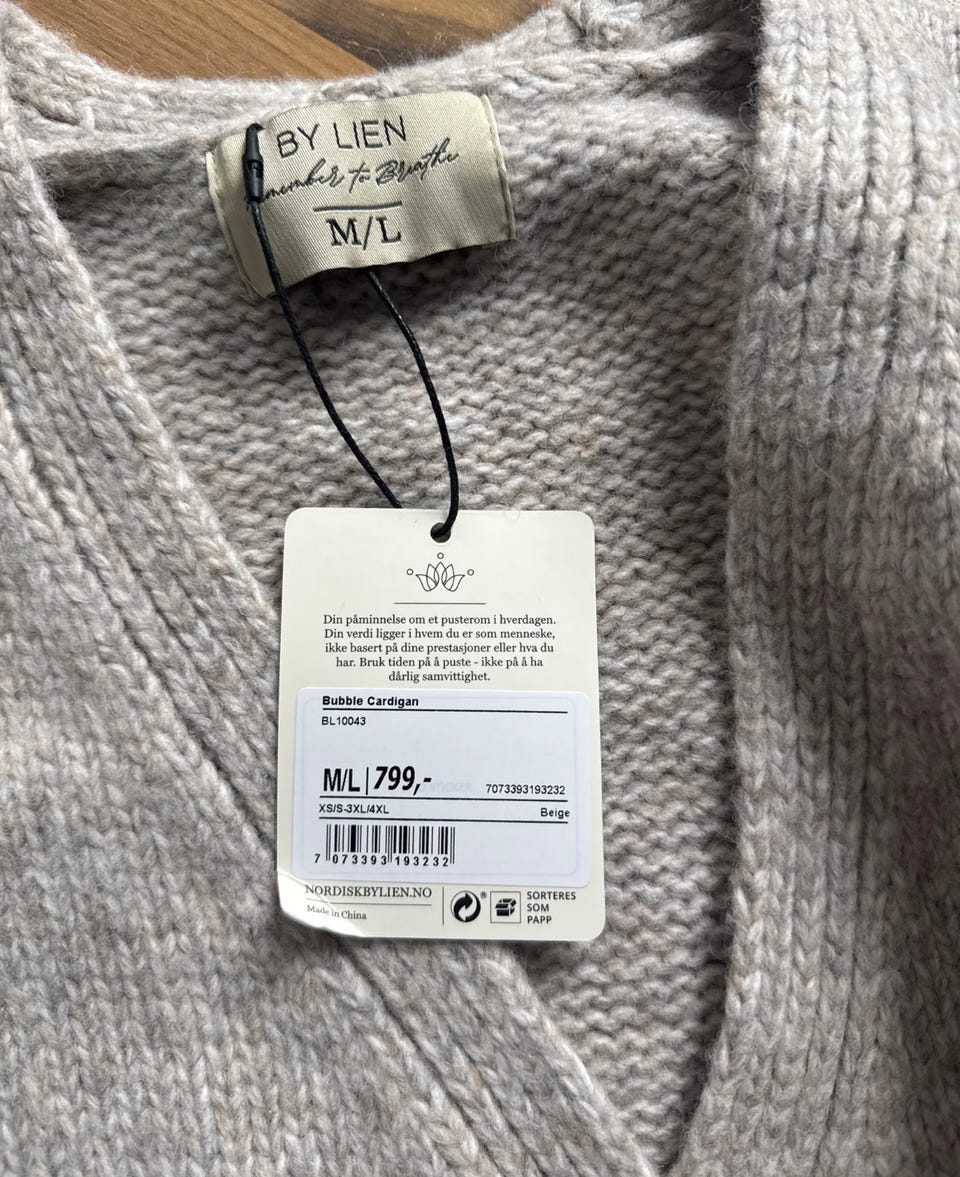 BY LIEN
to Breathe
M/L
Din påminnelse om et pusterom i hverdagen.
Din verdi ligger i hvem du er som menneske,
ikke basert på dine prestasjoner eller hva du
har. Bruk tiden på å puste - ikke på å ha
dårlig samvittighet.
Bubble Cardigan
BL10043
M/L | 799,-
7073393193232
XS/S-3XL/4XL Beige
7 073393 193232
NORDISKBYLIEN.NO
Made in China
SORTERES
SOM
PAPP